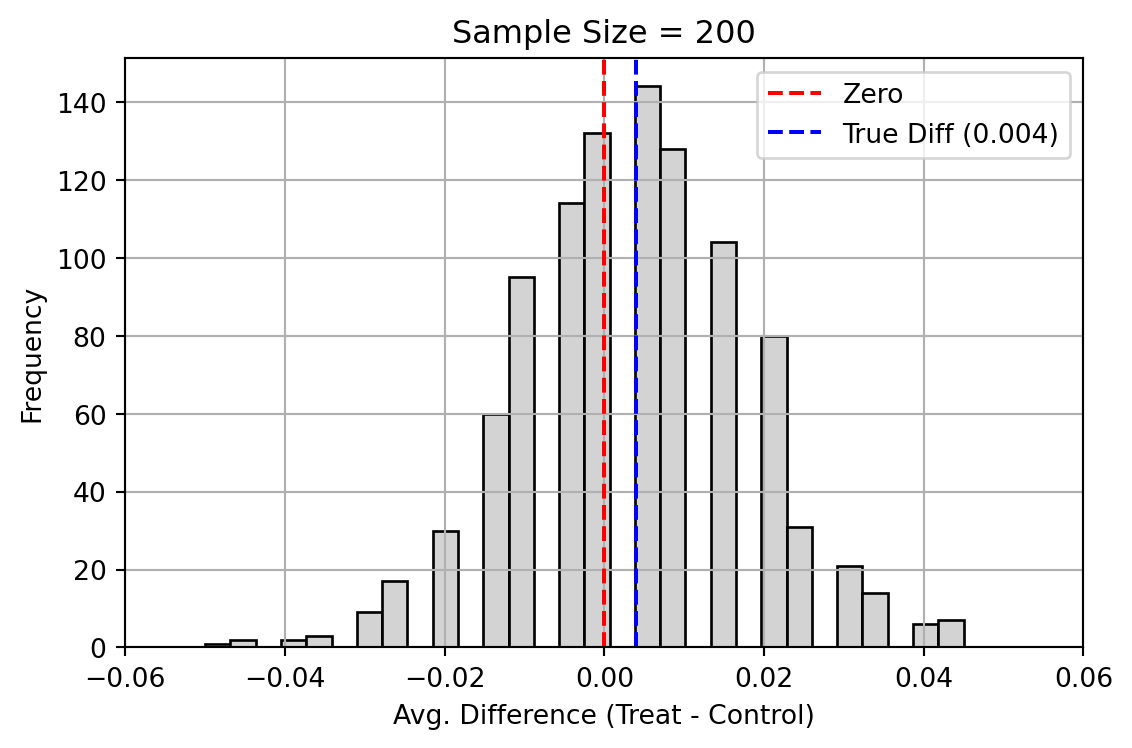 Sample Size = 200
Zero
True Diff (0.004)
Frequency
140
120
100
80
60
40
20
0
−0.06 −0.04 −0.02 0.00 0.02 0.04 0.06
Avg. Difference (Treat - Control)